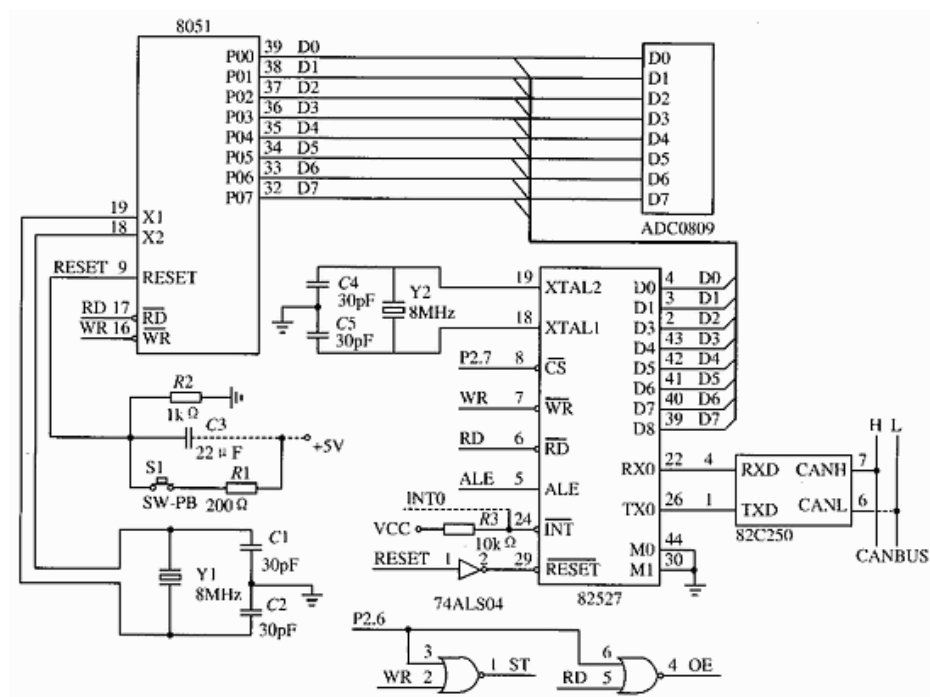 8051
P00 39 D0
P01 38 D1
P02 37 D2
P03 36 D3
P04 35 D4
P05 34 D5
P06 33 D6
P07 32 D7
19 X1
18 X2
RESET 9 RESET
RD 17 RD
WR 16 WR
D0
D1
D2
D3
D4
D5
D6
D7
ADC0809
C4
30pF
C5
30pF
Y2
8MHz
19 XTAL2
18 XTAL1
P2.7 8 CS
WR 7 WR
RD 6 RD
ALE 5 ALE
INT0
VCC R3 24 INT
10kΩ
RESET 1 2 29 RESET
74ALS04
82527
D0 4 D0
D1 3 D1
D3 2 D2
D4 43 D3
D5 42 D4
D6 41 D5
D7 40 D6
D8 39 D7
RX0 22 4 RXD
TX0 26 1 TXD
M0 44
M1 30
CANH 7
CANL 6
82C250
H L
CANBUS
R2
1kΩ
C3
22μF
+5V
S1
SW-PB
R1
200Ω
Y1
8MHz
C1
30pF
C2
30pF
P2.6
3
WR 2
1 ST
6
RD 5
4 OE